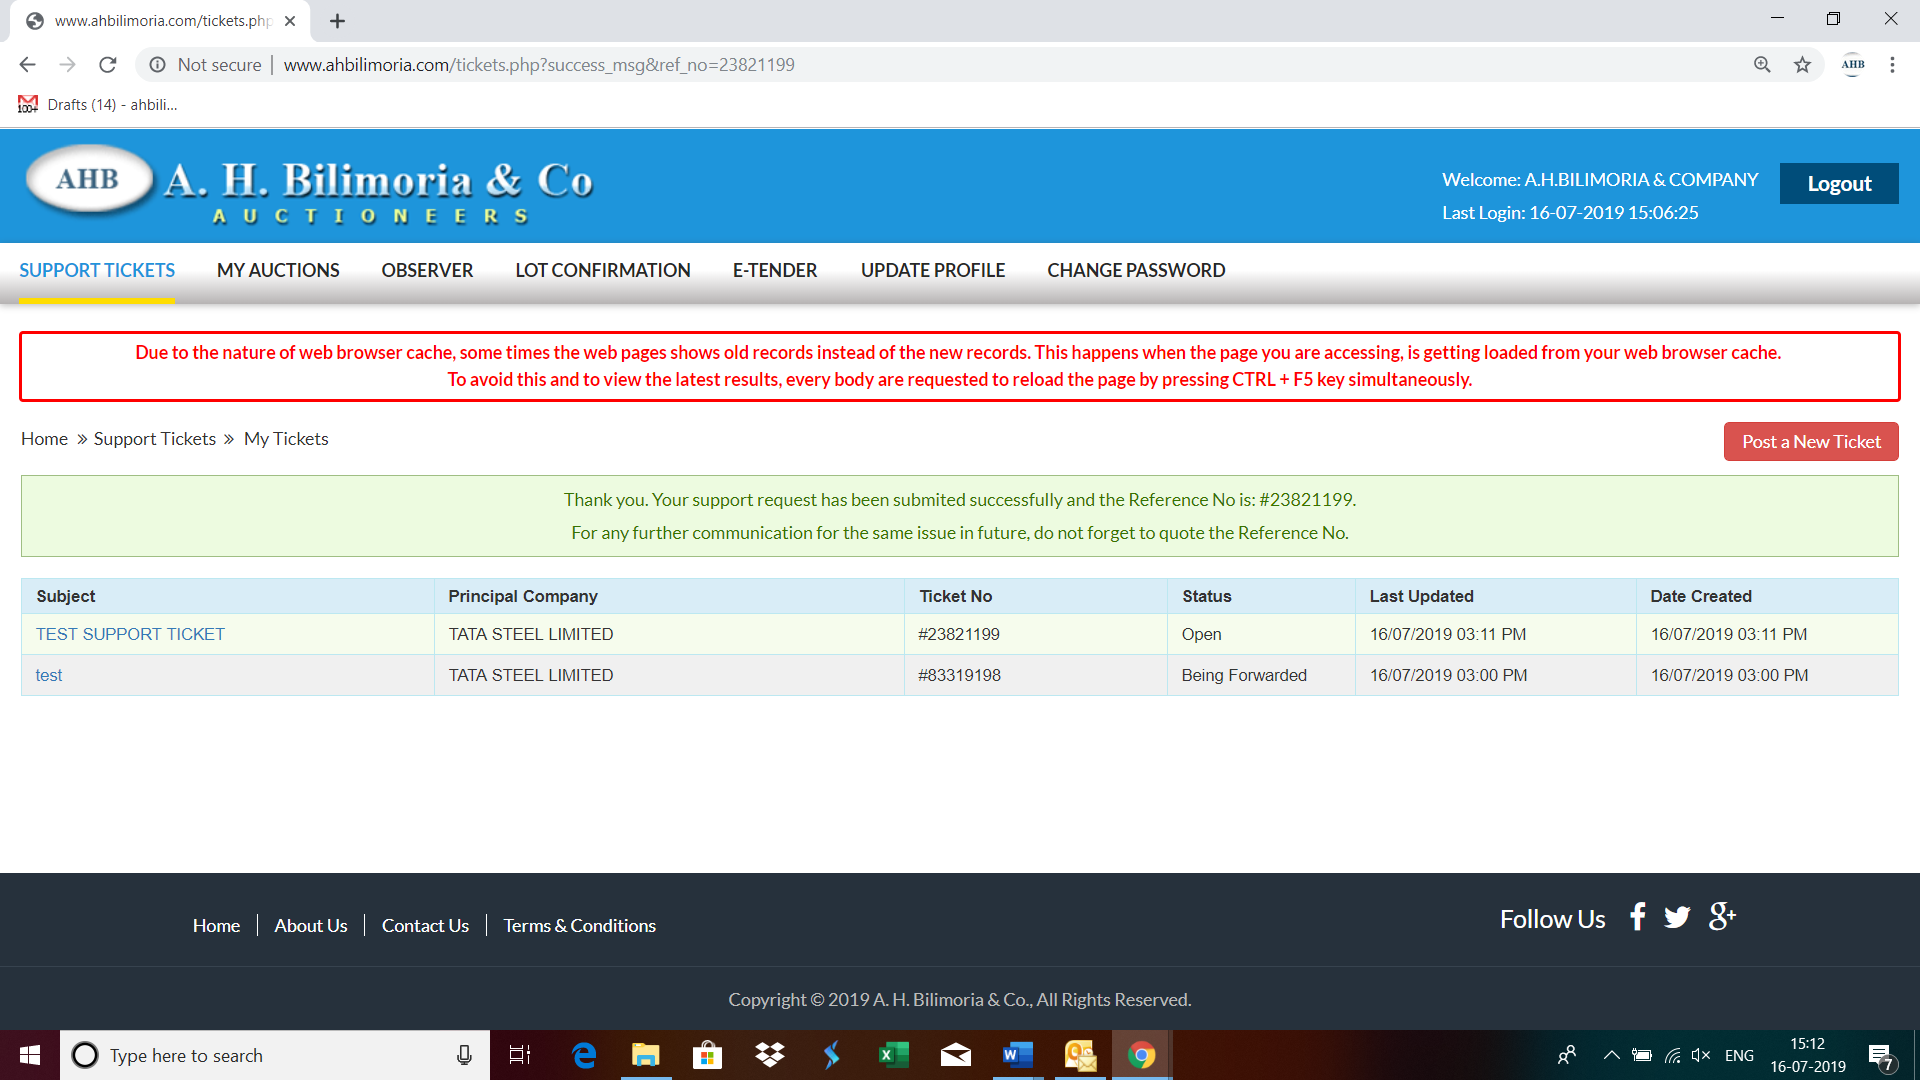 www.ahbilimoria.com/tickets.php
Not secure | www.ahbilimoria.com/tickets.php?success_msg&ref_no=23821199
AHB
100+ Drafts (14) - ahbili...
AHB A. H. Bilimoria & Co
AUCTIONEERS
Welcome: A.H.BILIMORIA & COMPANY
Logout
Last Login: 16-07-2019 15:06:25
SUPPORT TICKETS MY AUCTIONS OBSERVER LOT CONFIRMATION E-TENDER UPDATE PROFILE CHANGE PASSWORD
Due to the nature of web browser cache, some times the web pages shows old records instead of the new records. This happens when the page you are accessing, is getting loaded from your web browser cache.
To avoid this and to view the latest results, every body are requested to reload the page by pressing CTRL + F5 key simultaneously.
Home » Support Tickets » My Tickets
Post a New Ticket
Thank you. Your support request has been submited successfully and the Reference No is: #23821199.
For any further communication for the same issue in future, do not forget to quote the Reference No.
Subject Principal Company Ticket No Status Last Updated Date Created
TEST SUPPORT TICKET TATA STEEL LIMITED #23821199 Open 16/07/2019 03:11 PM 16/07/2019 03:11 PM
test TATA STEEL LIMITED #83319198 Being Forwarded 16/07/2019 03:00 PM 16/07/2019 03:00 PM
Home | About Us | Contact Us | Terms & Conditions
Follow Us
Copyright © 2019 A. H. Bilimoria & Co., All Rights Reserved.
Type here to search
ENG
15:12
16-07-2019
7